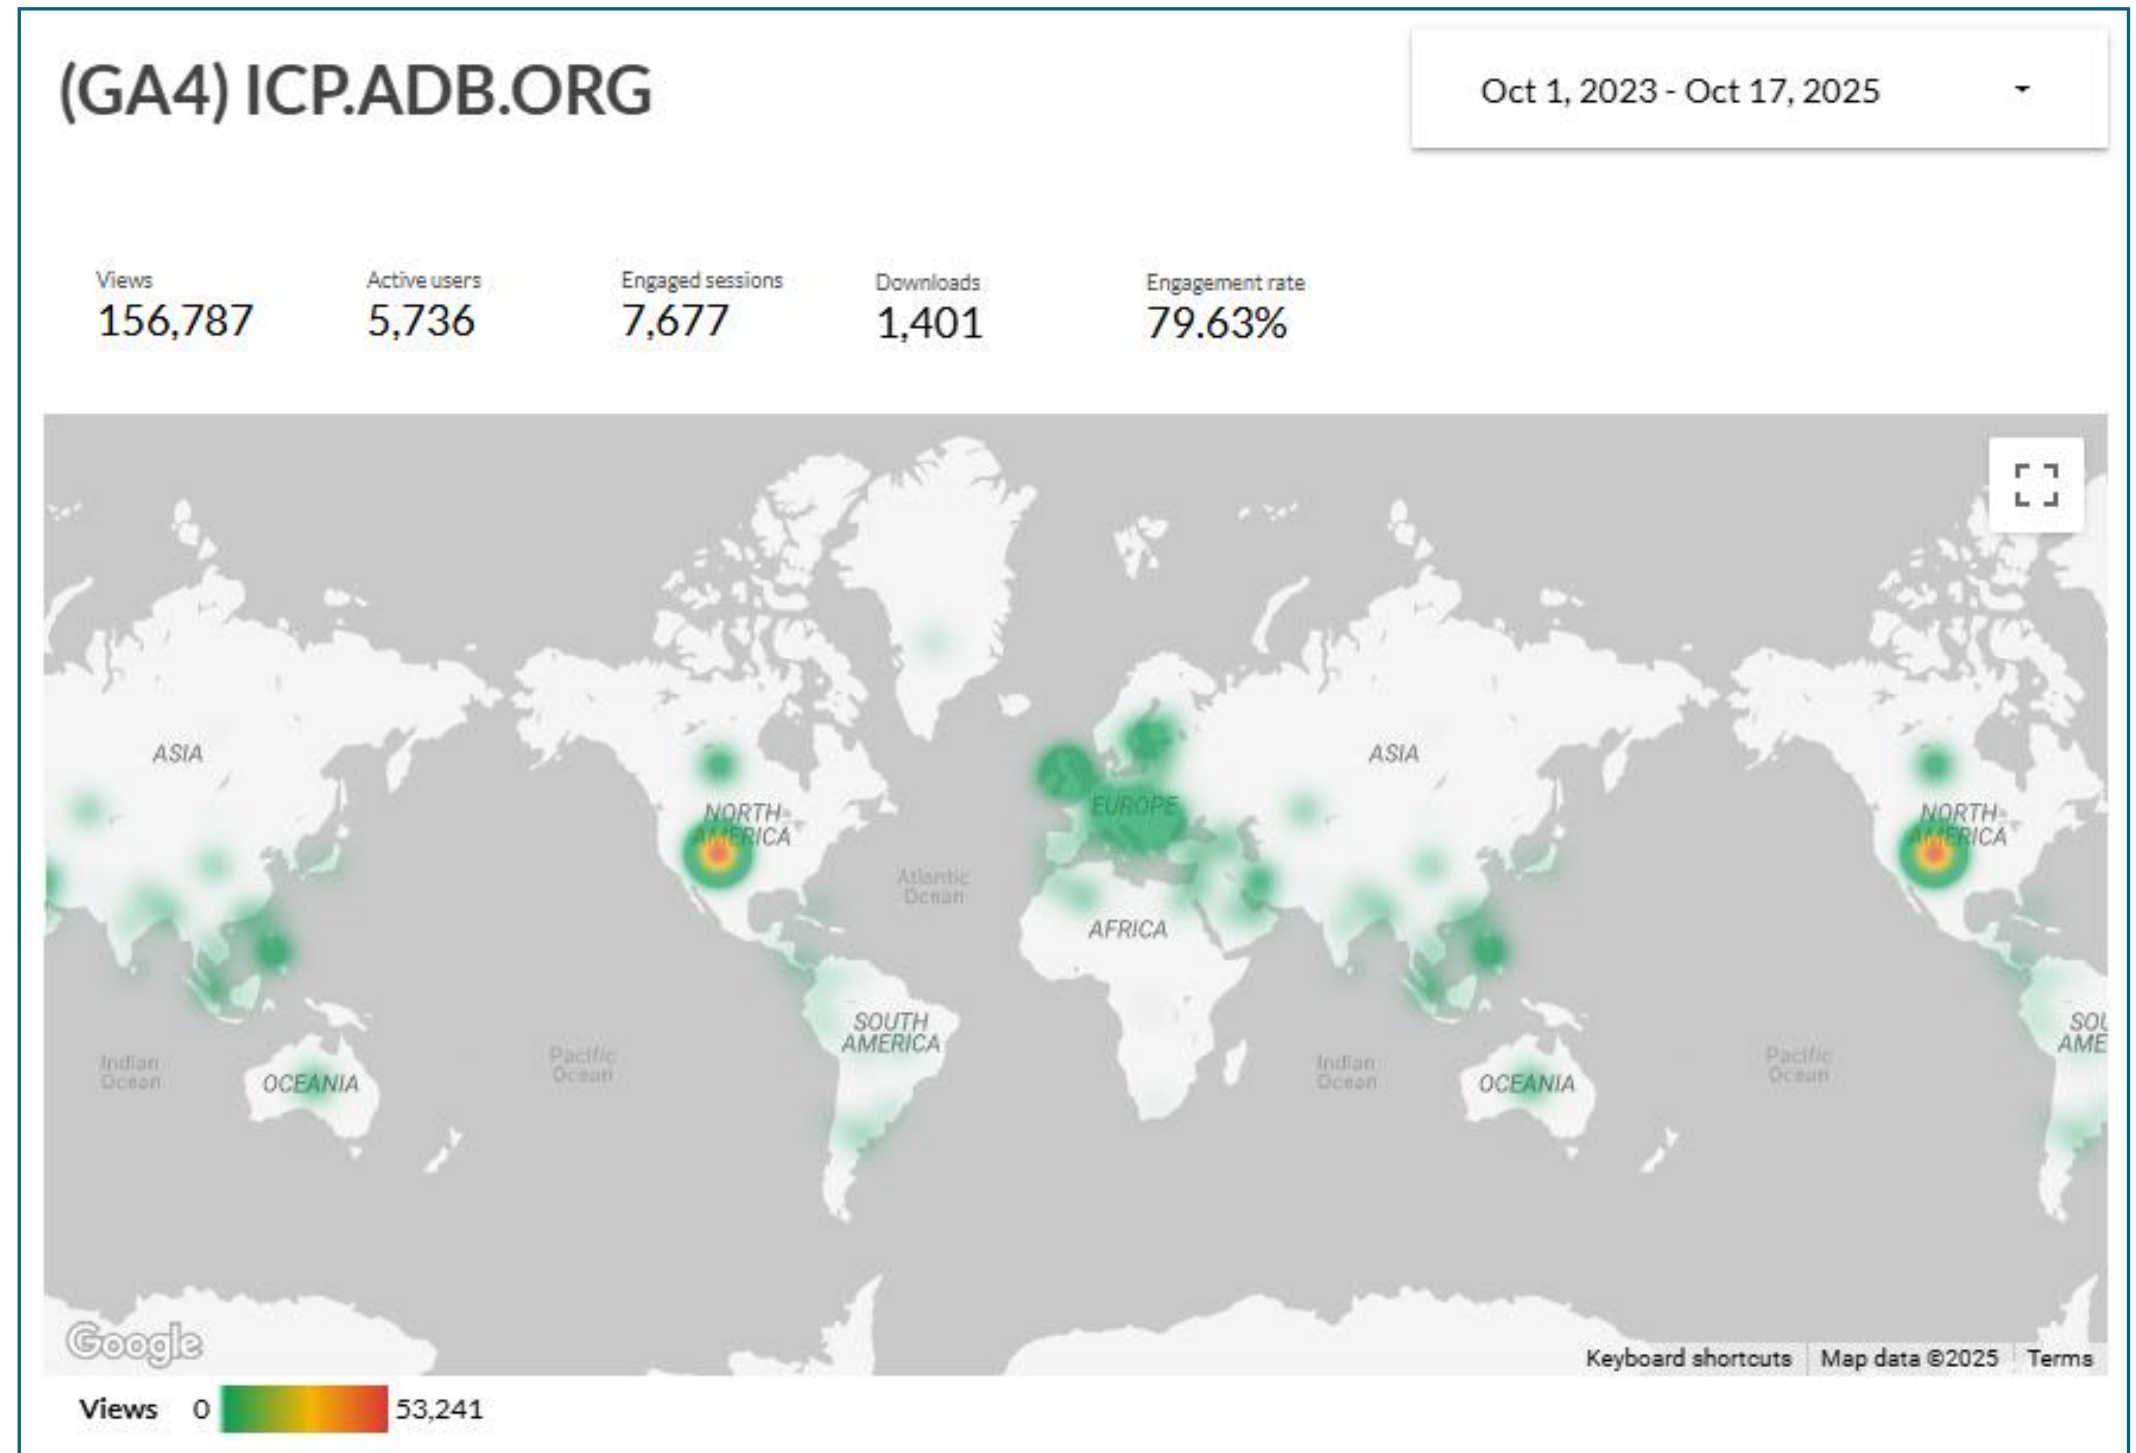 (GA4) ICP.ADB.ORG
Oct 1, 2023 - Oct 17, 2025
Views
156,787
Active users
5,736
Engaged sessions
7,677
Downloads
1,401
Engagement rate
79.63%
ASIA
NORTH
AMERICA
Atlantic
Ocean
EUROPE
AFRICA
ASIA
NORTH
AMERICA
SOUTH
AMERICA
SOU
AME
Indian
Ocean
OCEANIA
Pacific
Ocean
Indian
Ocean
OCEANIA
Pacific
Ocean
Google
Keyboard shortcuts
Map data ©2025
Terms
Views 0 53,241